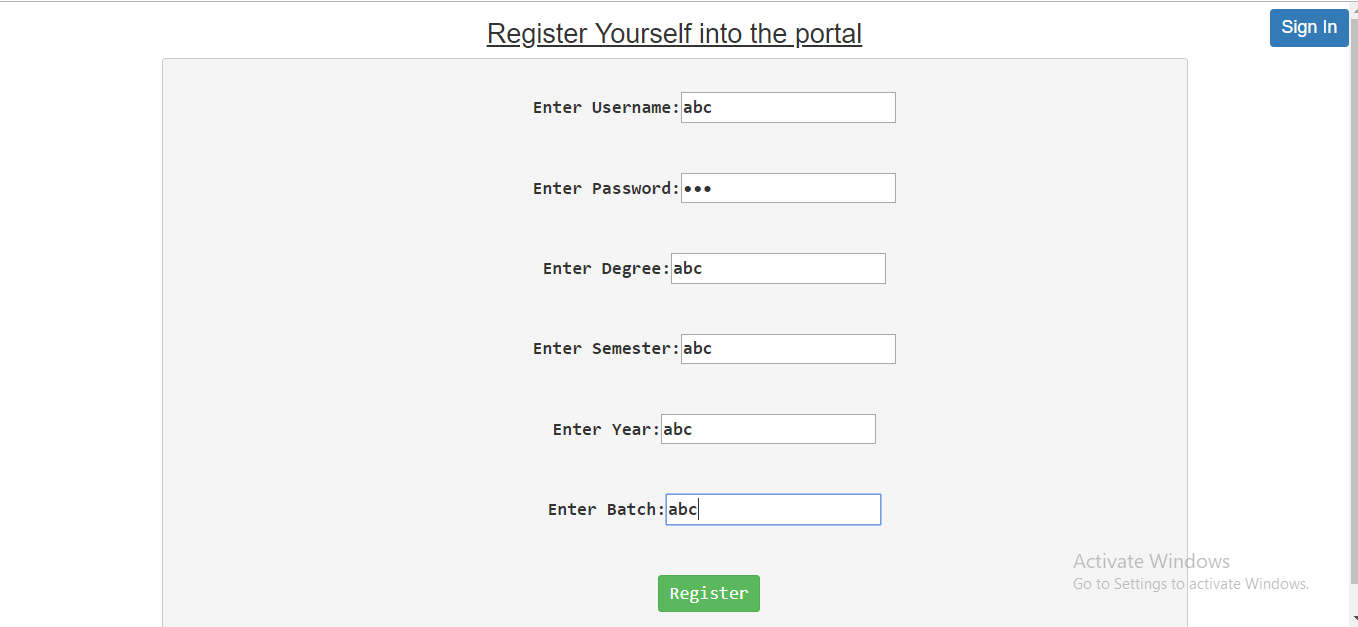 Register Yourself into the portal
Sign In
Enter Username:abc
Enter Password:•••
Enter Degree:abc
Enter Semester:abc
Enter Year:abc
Enter Batch:abc
Register
Activate Windows
Go to Settings to activate Windows.